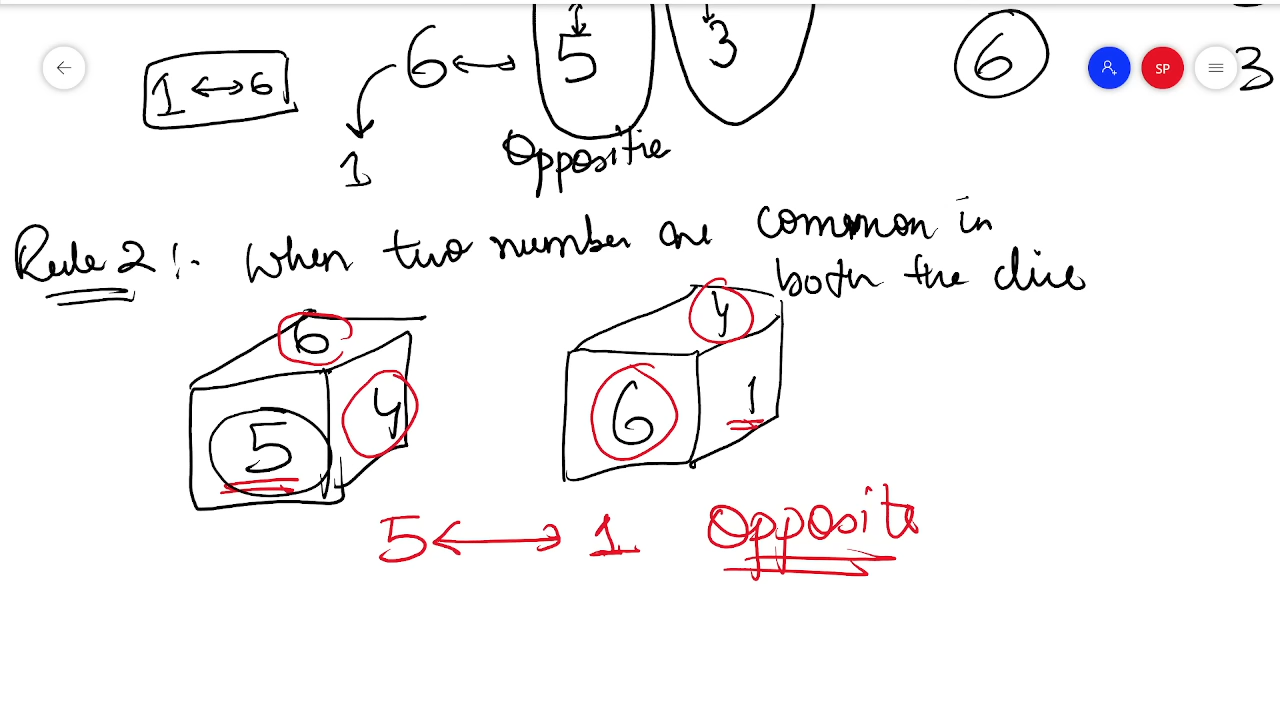 1 ↔ 6
6 ↔ 5
3
6
SP
3
1
Oppositie
Rule 2 :- When two number are common in
both the dice
6
5
4
4
6
1
5 ↔ 1 Opposite